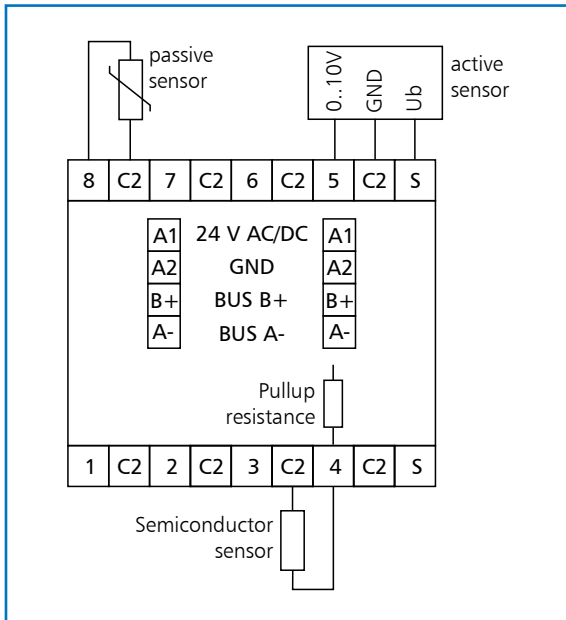 passive
sensor
0..10V
GND
Ub
active
sensor
8 C2 7 C2 6 C2 5 C2 S
A1 24 V AC/DC A1
A2 GND A2
B+ BUS B+ B+
A- BUS A- A-
Pullup
resistance
1 C2 2 C2 3 C2 4 C2 S
Semiconductor
sensor